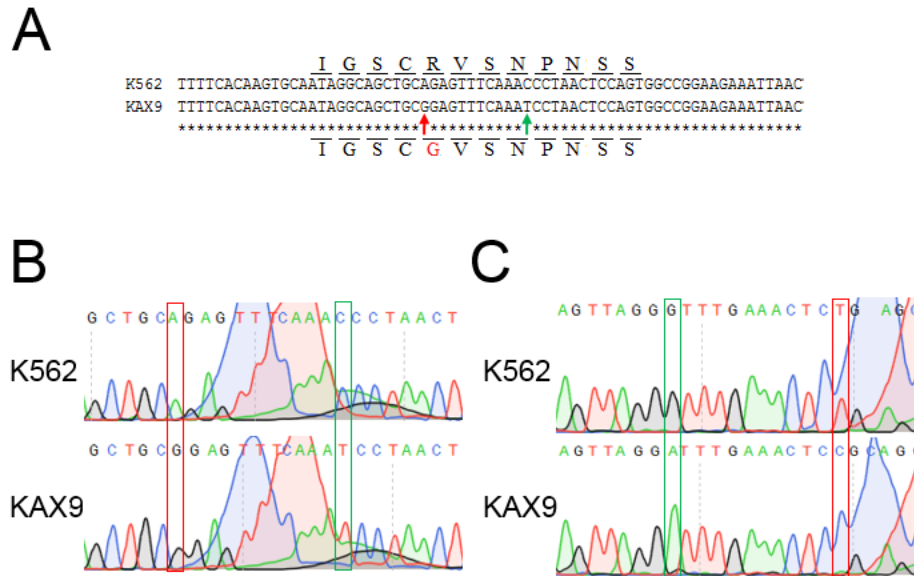 A
I G S C R V S N P N S S
K562 TTTTCACAAGTGCAATAGGCAGCTGCAGAGTTTCAAACCCTAACTCCAGTGGCCGGAAGAAATTAAC
KAX9 TTTTCACAAGTGCAATAGGCAGCTGCGGAGTTTCAAATCCTAACTCCAGTGGCCGGAAGAAATTAAC
************************** ********** *****************************
I G S C G V S N P N S S
B
G C T G C A G A G T T T C A A A C C C T A A C T
K562
G C T G C G G A G T T T C A A A T C C T A A C T
KAX9
C
A G T T A G G G T T T G A A A C T C T G A G C
K562
A G T T A G G A T T T G A A A C T C C G C A G C
KAX9